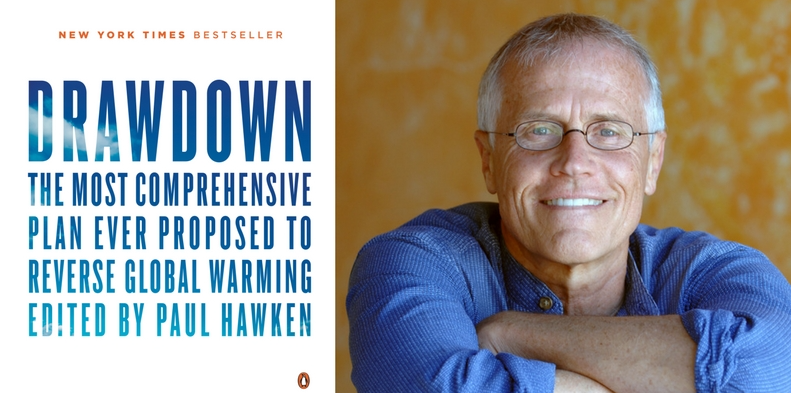 NEW YORK TIMES BESTSELLER
DRAWDOWN
THE MOST COMPREHENSIVE
PLAN EVER PROPOSED TO
REVERSE GLOBAL WARMING
EDITED BY PAUL HAWKEN